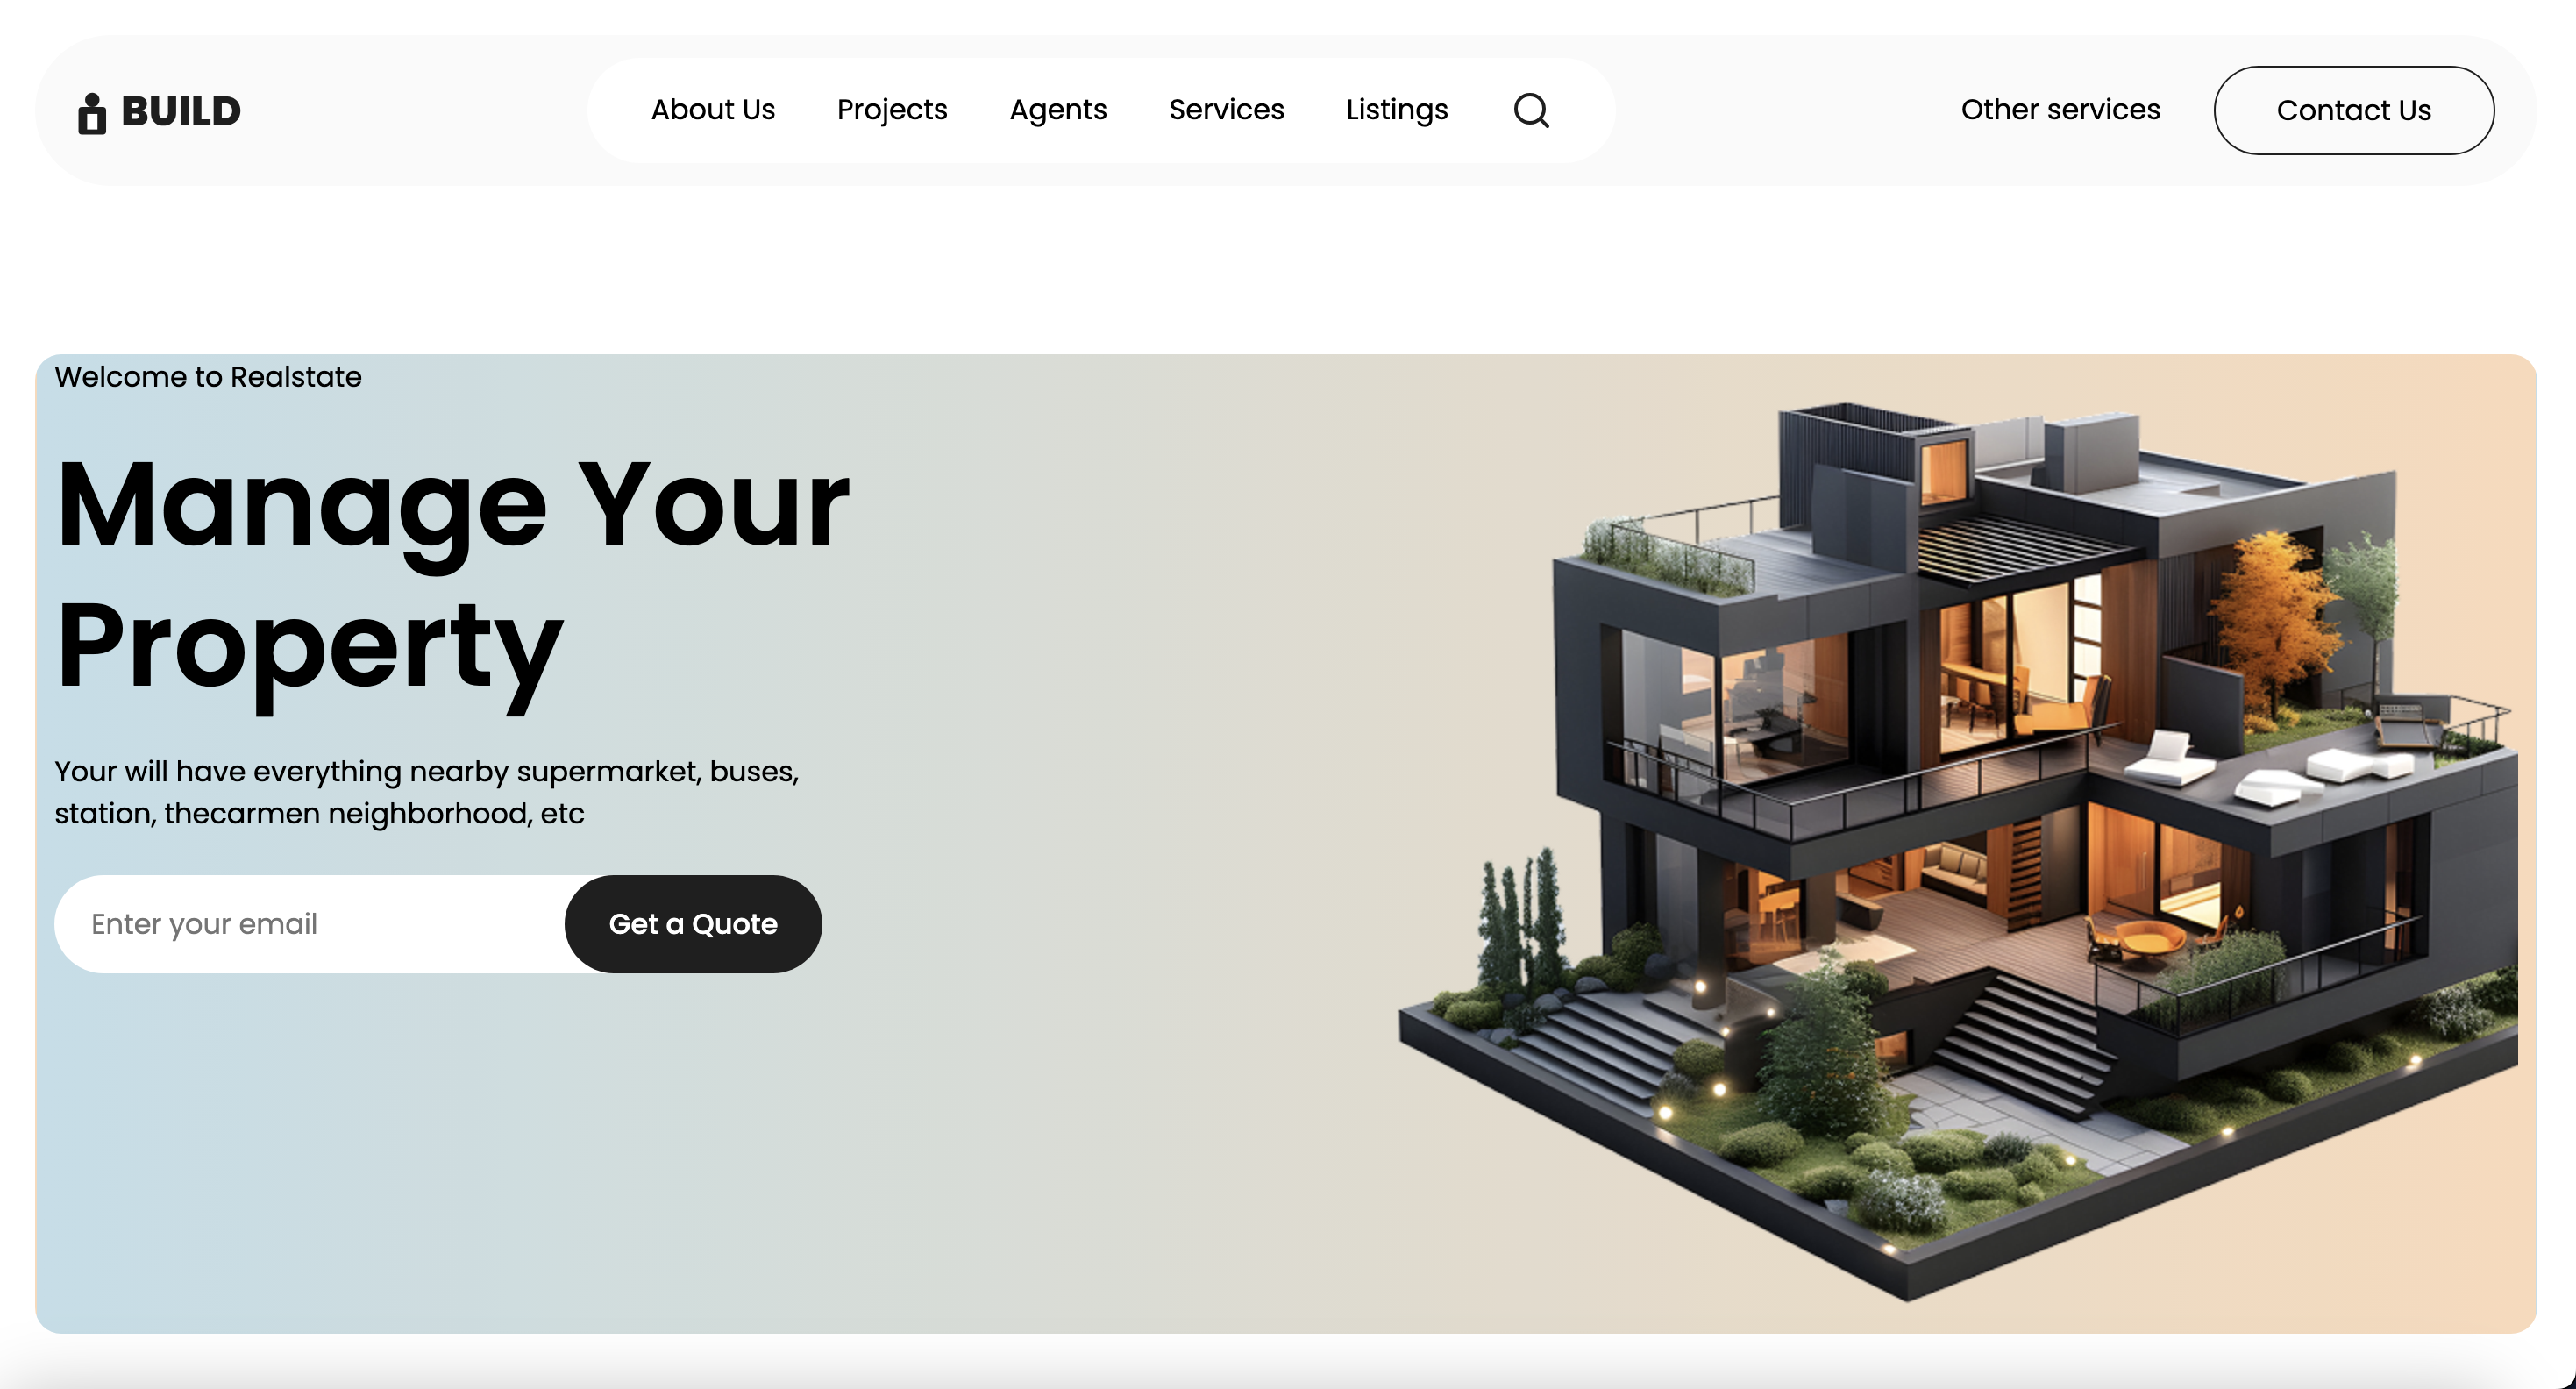 BUILD
About Us
Projects
Agents
Services
Listings
Other services
Contact Us
Welcome to Realstate
Manage Your
Property
Your will have everything nearby supermarket, buses,
station, thecarmen neighborhood, etc
Enter your email
Get a Quote